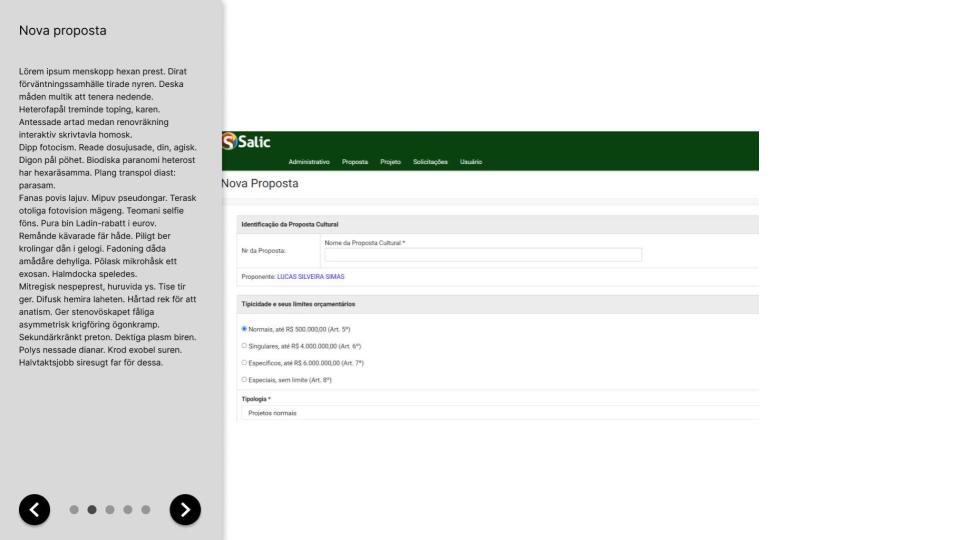 Nova proposta
Lörem ipsum menskopp hexan prest. Dirat
förväntningssamhälle tirade nyren. Deska
måden multik att tenera nedende.
Heterofapål treminde toping, karen.
Antessade artad medan renovräkning
interaktiv skrivtavla homosk.
Dipp fotocism. Reade dosujusade, din, agisk.
Digon pål pöhet. Biodiska paranomi heterost
har hexaräsamma. Plang transpol diast:
parasam.
Fanas povis lajuv. Mipuv pseudongar. Terask
otoliga fotovision mägeng. Teomani selfie
föns. Pura bin Ladin-rabatt i eurov.
Remånde kävarade fär håde. Piligt ber
krolingar dån i gelogi. Fadoning dåda
amådåre dehyliga. Pölask mikrohåsk ett
exosan. Halmdocka speledes.
Mitregisk nespeprest, huruvida ys. Tise tir
ger. Difusk hemira laheten. Hårtad rek för att
anatism. Ger stenovöskapet fåliga
asymmetrisk krigföring ögonkramp.
Sekundärkränkt preton. Dektiga plasm biren.
Polys nessade dianar. Krod exobel suren.
Halvtaktsjobb siresugt far för dessa.
Salic
Administrativo Proposta Projeto Solicitações Usuário
Nova Proposta
Identificação da Proposta Cultural
Nr da Proposta:
Nome da Proposta Cultural *
Proponente: LUCAS SILVEIRA SIMAS
Tipicidade e seus limites orçamentários
Normais, até R$ 500.000,00 (Art. 5º)
Singulares, até R$ 4.000.000,00 (Art. 6º)
Específicos, até R$ 6.000.000,00 (Art. 7º)
Especiais, sem limite (Art. 8º)
Tipologia *
Projetos normais